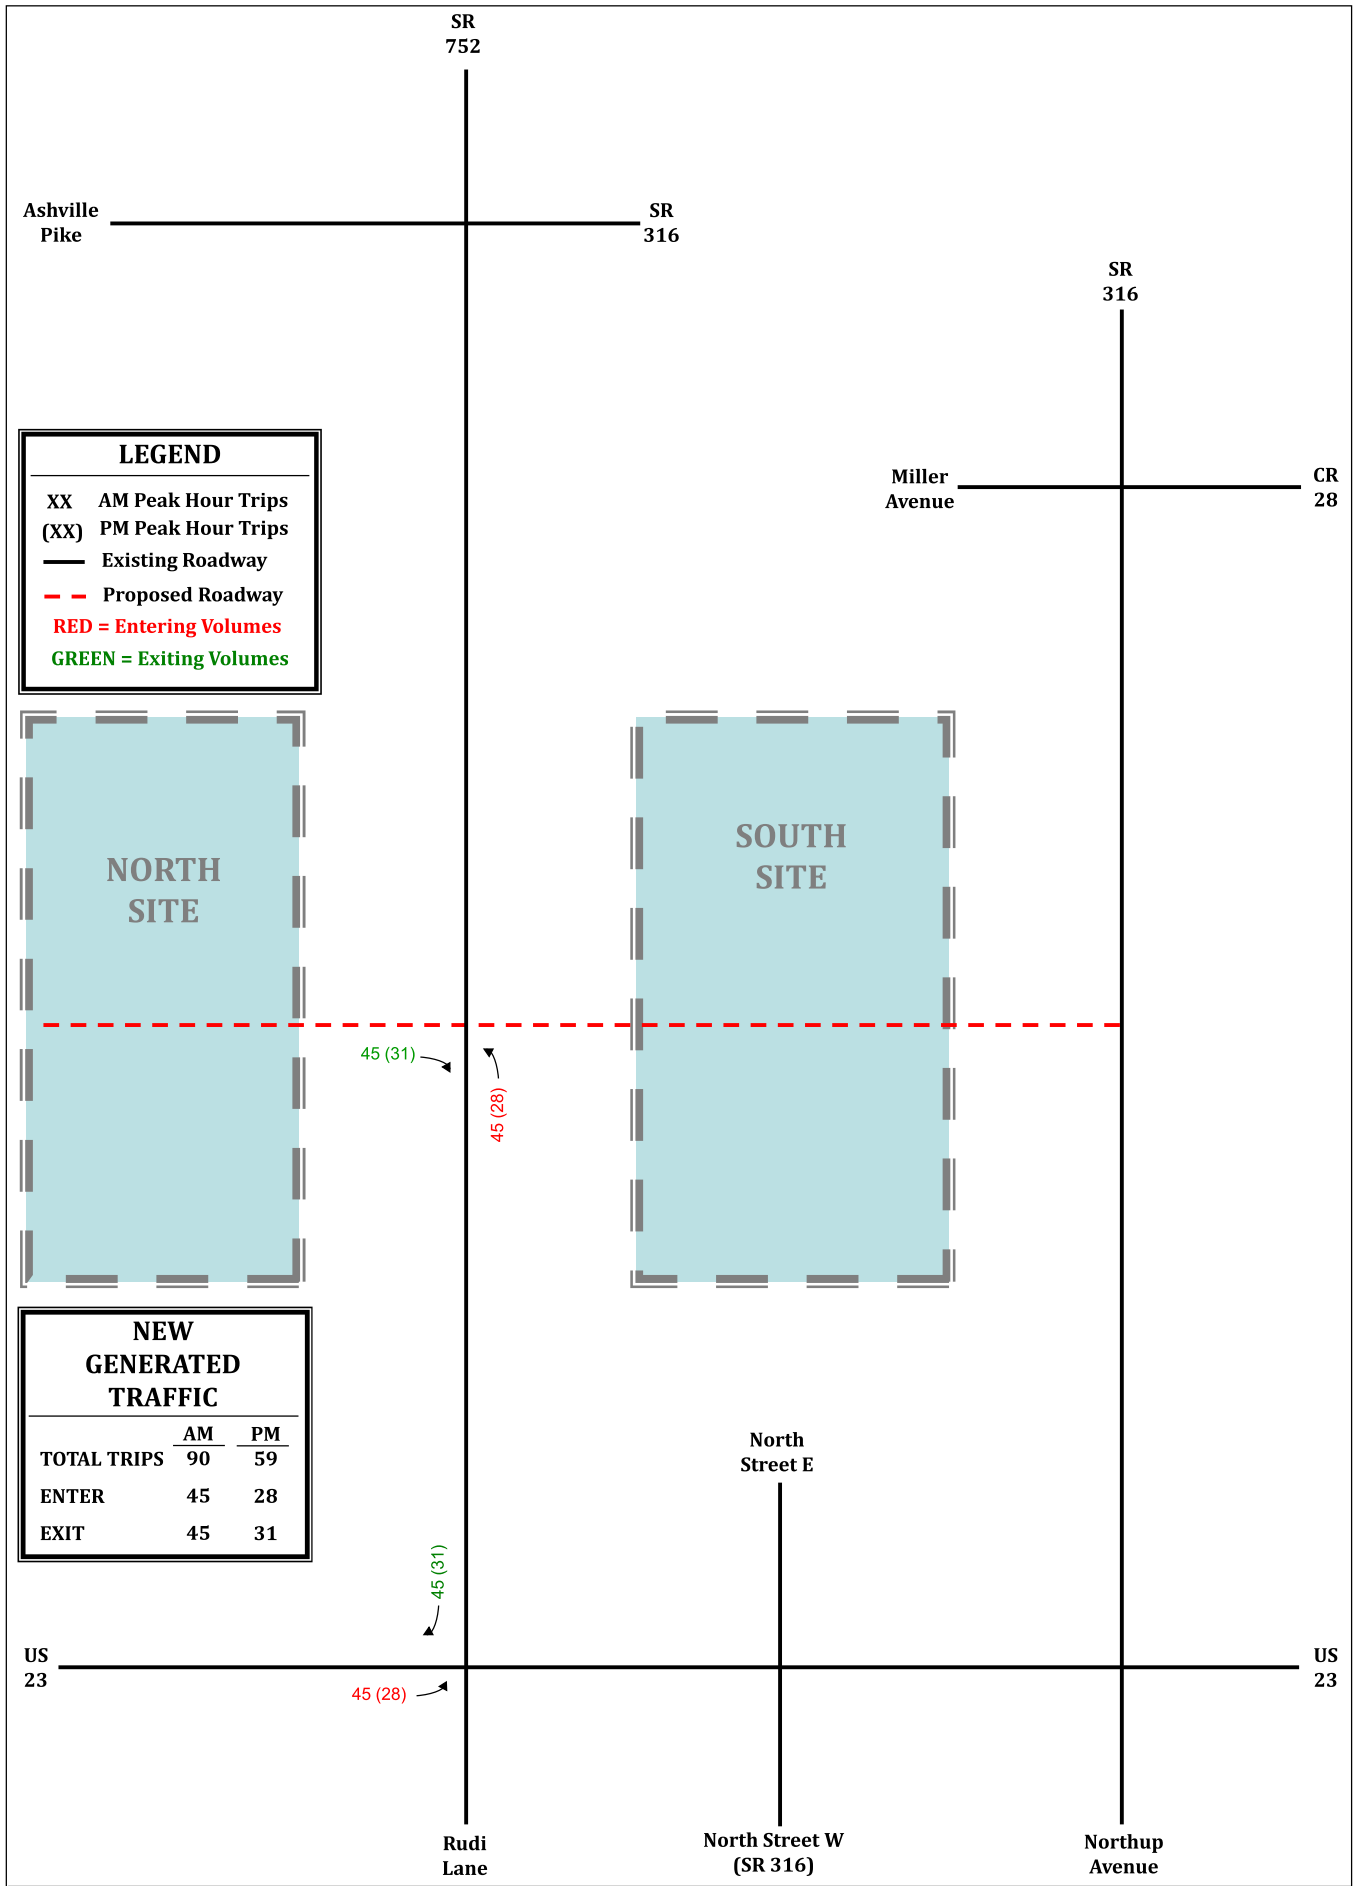 SR
752
Ashville
Pike
SR
316
SR
316
Miller
Avenue
CR
28
LEGEND
XX AM Peak Hour Trips
(XX) PM Peak Hour Trips
Existing Roadway
Proposed Roadway
RED = Entering Volumes
GREEN = Exiting Volumes
NORTH
SITE
SOUTH
SITE
45 (31)
45 (28)
NEW
GENERATED
TRAFFIC
AM PM
TOTAL TRIPS 90 59
ENTER 45 28
EXIT 45 31
North
Street E
45 (31)
US
23
US
23
45 (28)
Rudi
Lane
North Street W
(SR 316)
Northup
Avenue